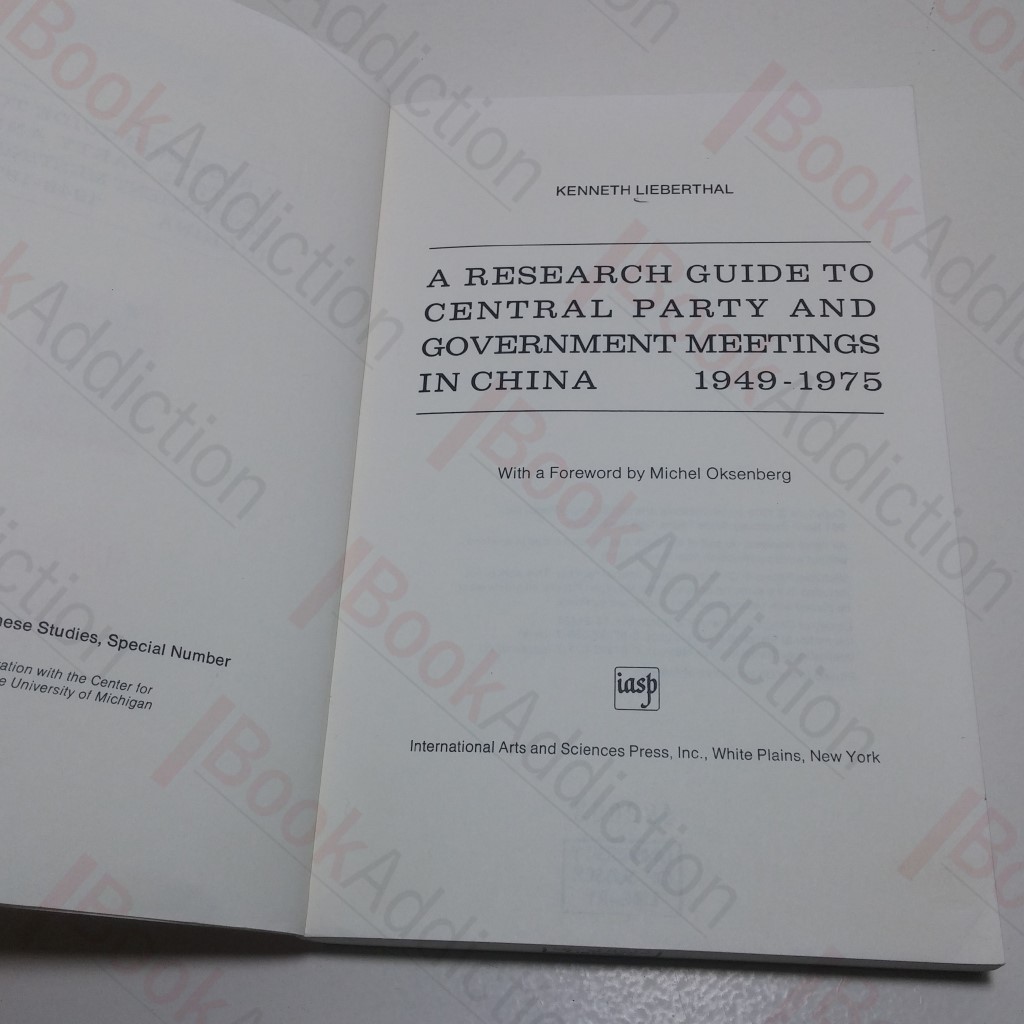 nese Studies, Special Number
ration with the Center for
e University of Michigan
KENNETH LIEBERTHAL
A RESEARCH GUIDE TO
CENTRAL PARTY AND
GOVERNMENT MEETINGS
IN CHINA 1949-1975
With a Foreword by Michel Oksenberg
iasp
International Arts and Sciences Press, Inc., White Plains, New York
BookAddiction